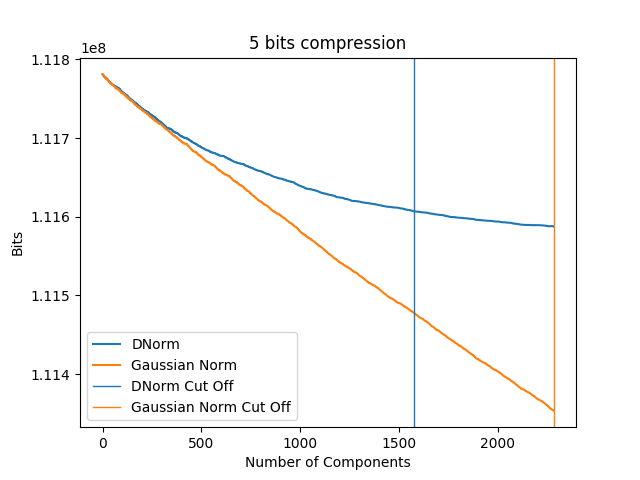 5 bits compression
1e8
1.118
1.117
1.116
1.115
1.114
Bits
DNorm
Gaussian Norm
DNorm Cut Off
Gaussian Norm Cut Off
0 500 1000 1500 2000
Number of Components